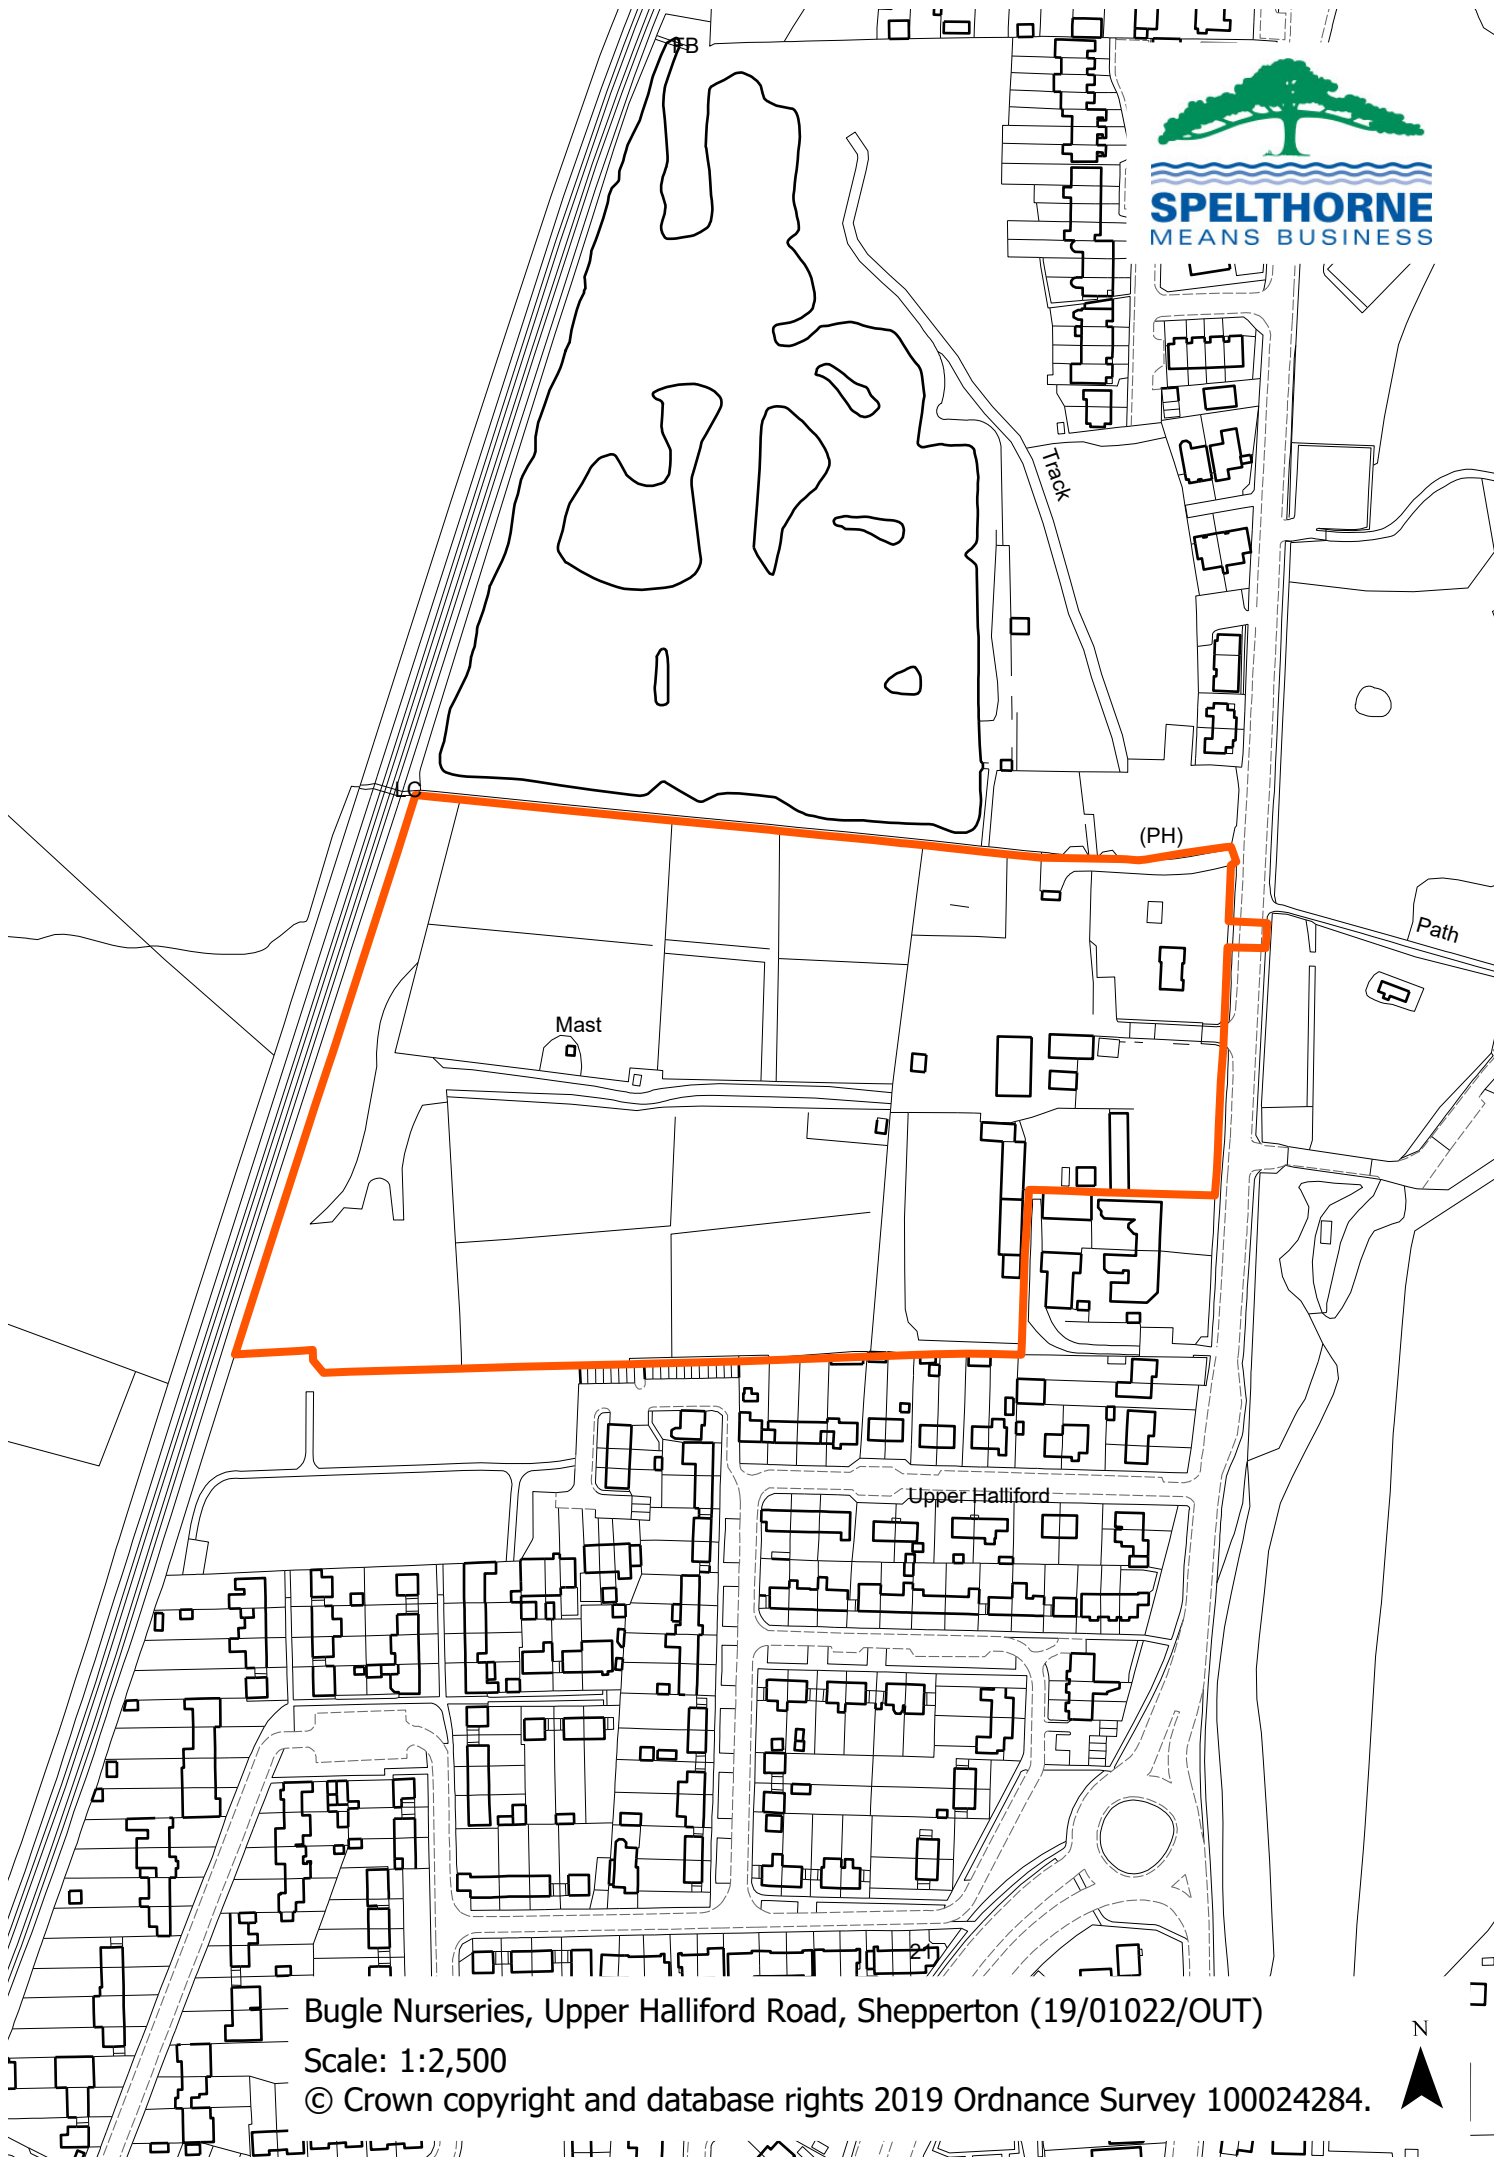 FB
SPELTHORNE
MEANS BUSINESS
Track
LC
(PH)
Path
Mast
Upper Halliford
21
Bugle Nurseries, Upper Halliford Road, Shepperton (19/01022/OUT)
Scale: 1:2,500
© Crown copyright and database rights 2019 Ordnance Survey 100024284.
N